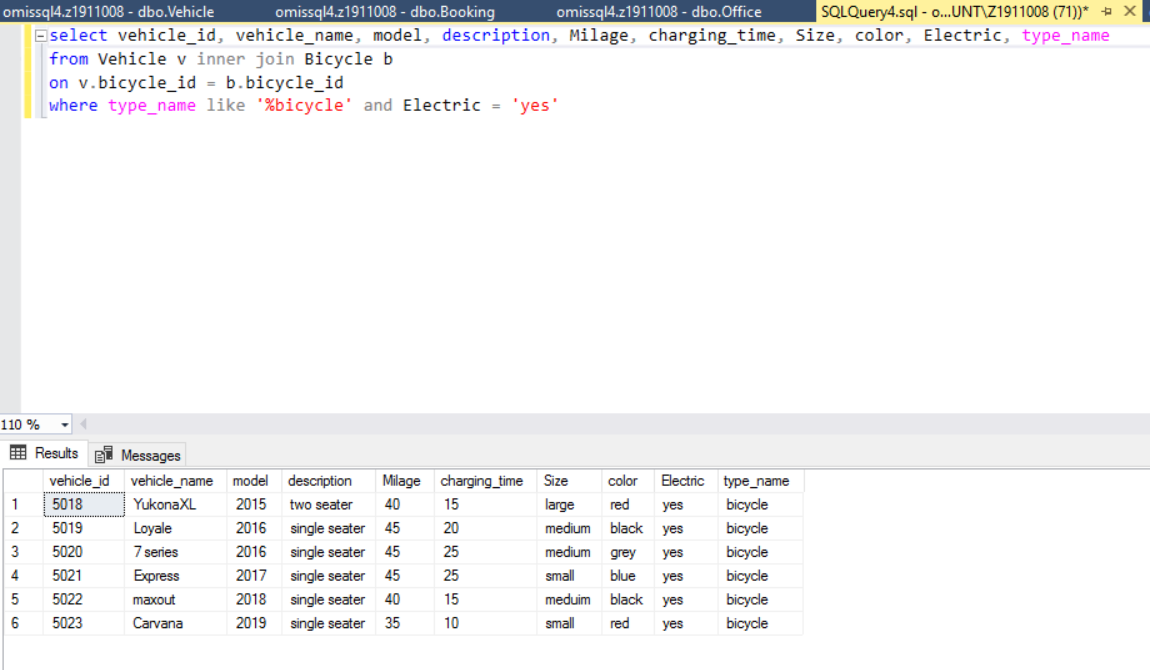 omissql4.z1911008 - dbo.Vehicle omissql4.z1911008 - dbo.Booking omissql4.z1911008 - dbo.Office SQLQuery4.sql - o...UNT\Z1911008 (71))*
select vehicle_id, vehicle_name, model, description, Milage, charging_time, Size, color, Electric, type_name
from Vehicle v inner join Bicycle b
on v.bicycle_id = b.bicycle_id
where type_name like '%bicycle' and Electric = 'yes'
110 %
Results Messages
vehicle_id vehicle_name model description Milage charging_time Size color Electric type_name
1 5018 YukonaXL 2015 two seater 40 15 large red yes bicycle
2 5019 Loyale 2016 single seater 45 20 medium black yes bicycle
3 5020 7 series 2016 single seater 45 25 medium grey yes bicycle
4 5021 Express 2017 single seater 45 25 small blue yes bicycle
5 5022 maxout 2018 single seater 40 15 meduim black yes bicycle
6 5023 Carvana 2019 single seater 35 10 small red yes bicycle